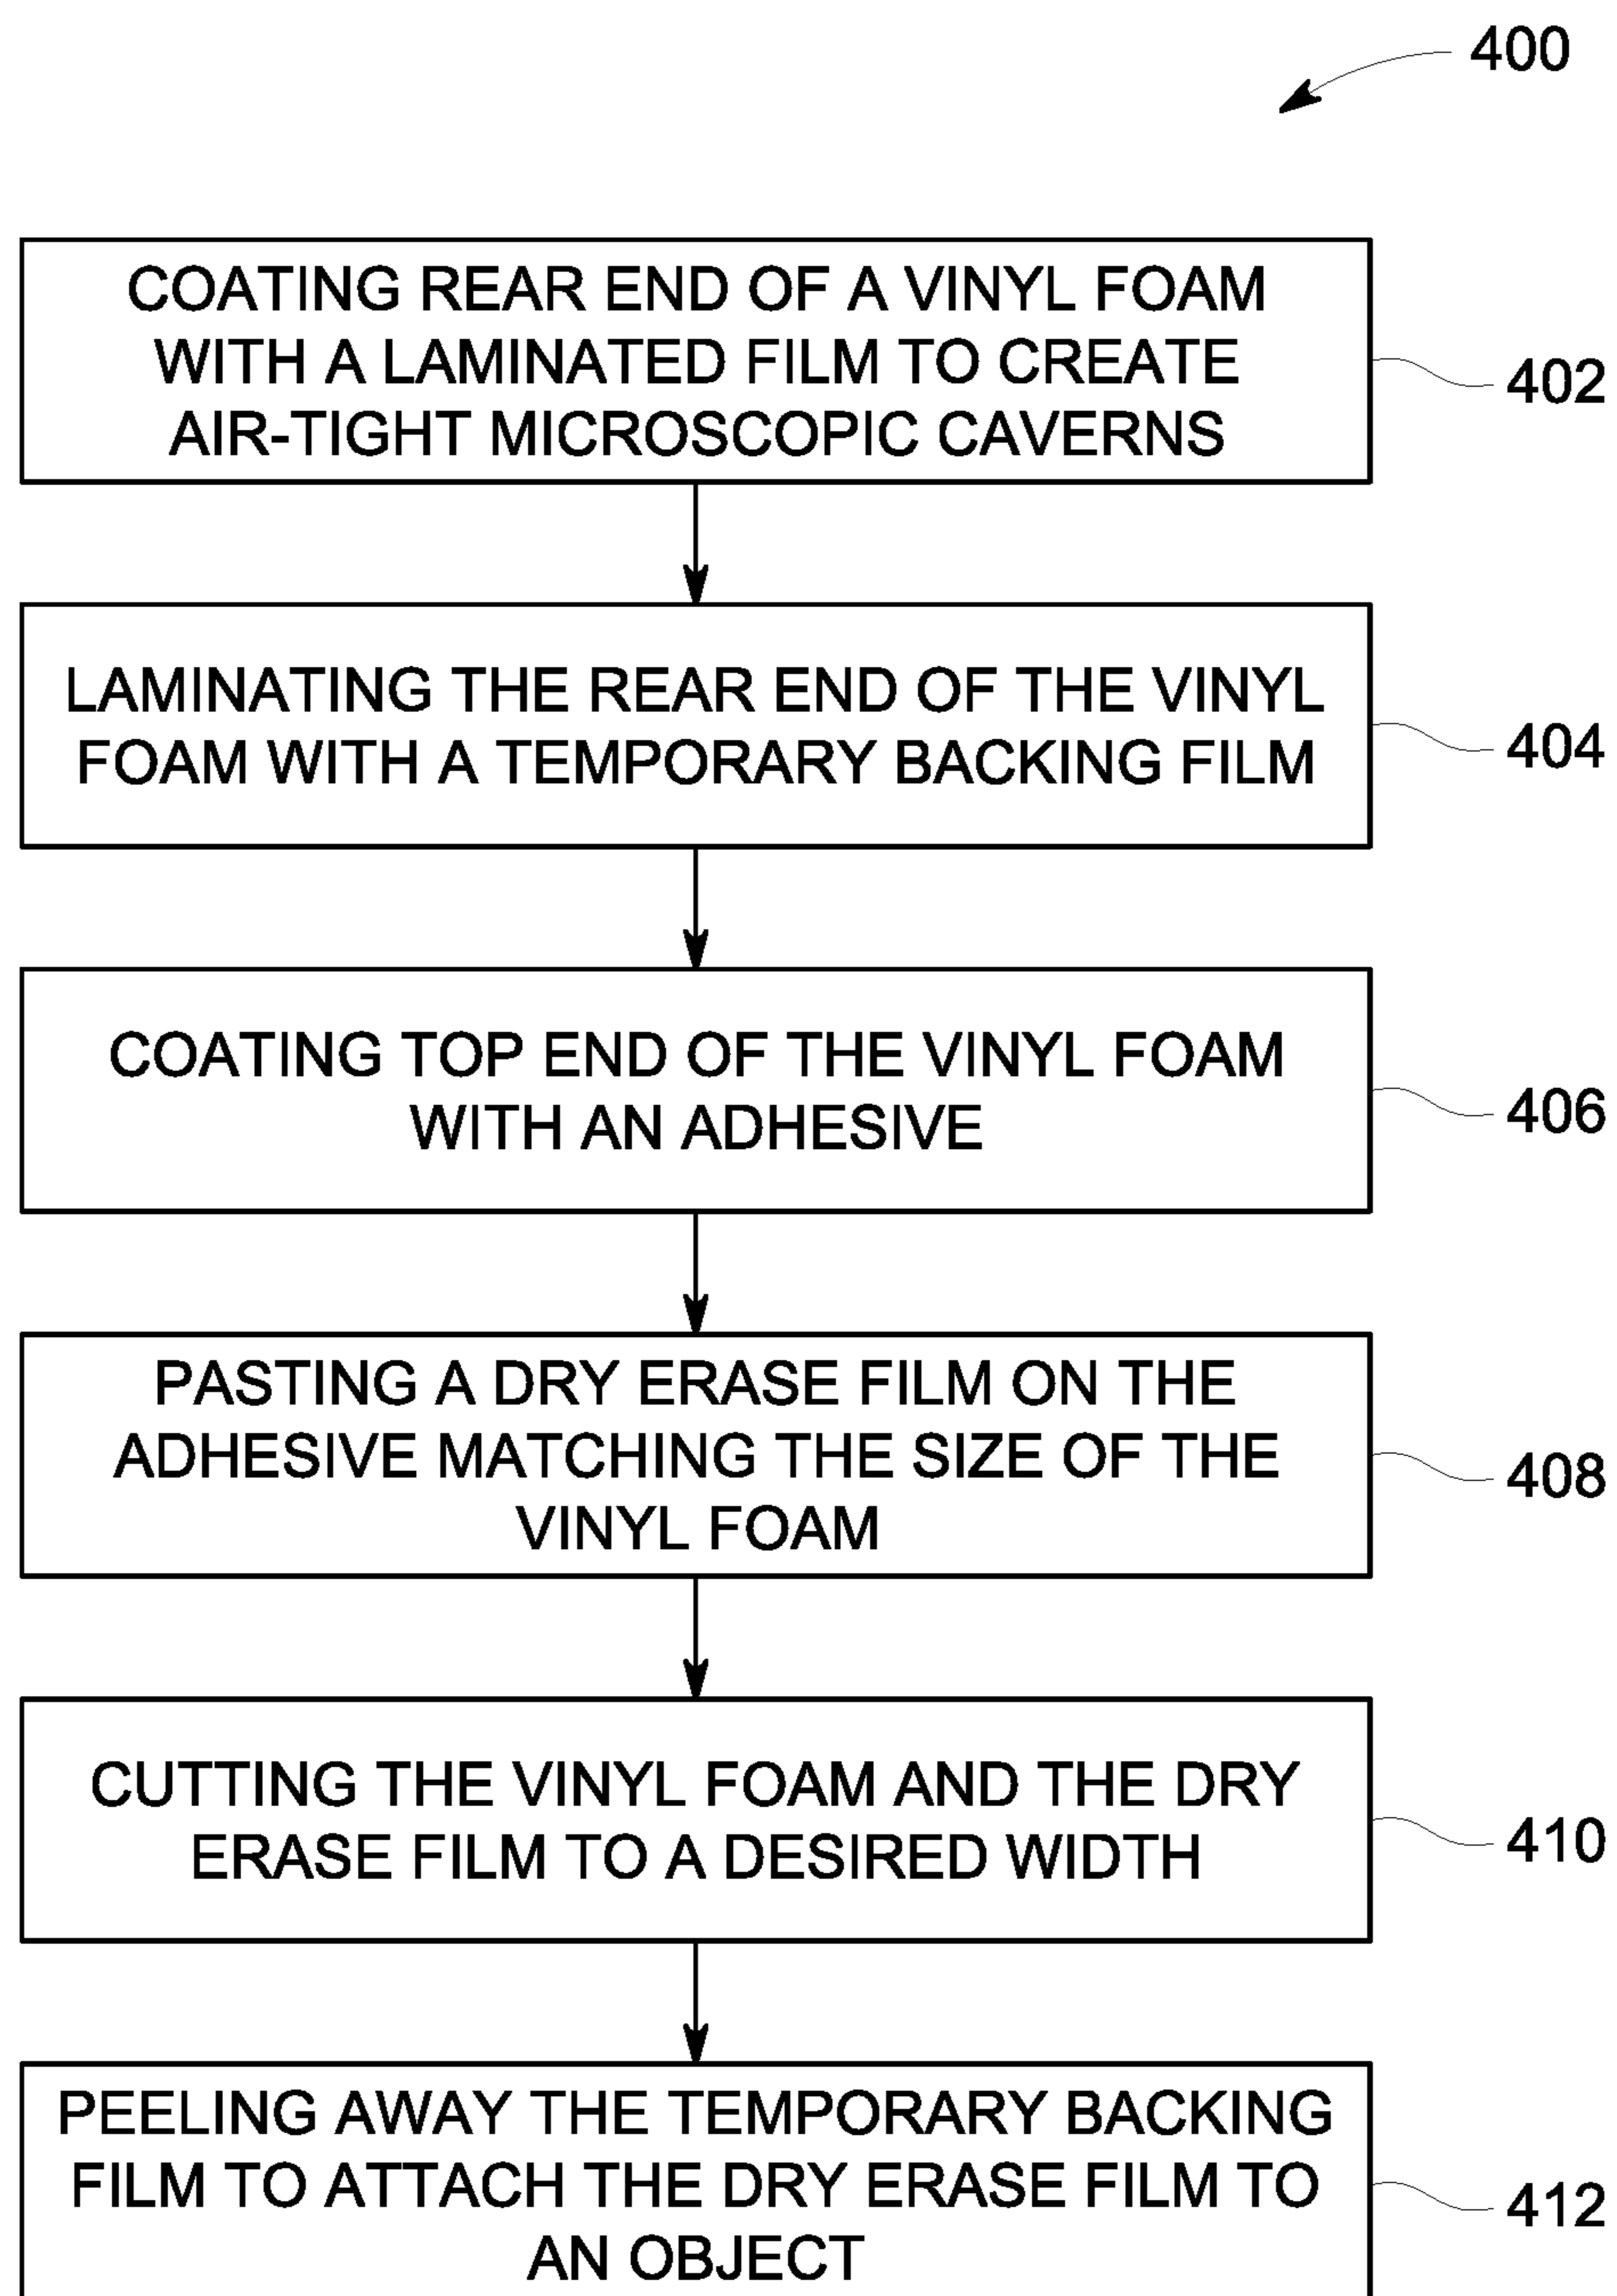 400
COATING REAR END OF A VINYL FOAM
WITH A LAMINATED FILM TO CREATE
AIR-TIGHT MICROSCOPIC CAVERNS
402
LAMINATING THE REAR END OF THE VINYL
FOAM WITH A TEMPORARY BACKING FILM
404
COATING TOP END OF THE VINYL FOAM
WITH AN ADHESIVE
406
PASTING A DRY ERASE FILM ON THE
ADHESIVE MATCHING THE SIZE OF THE
VINYL FOAM
408
CUTTING THE VINYL FOAM AND THE DRY
ERASE FILM TO A DESIRED WIDTH
410
PEELING AWAY THE TEMPORARY BACKING
FILM TO ATTACH THE DRY ERASE FILM TO
AN OBJECT
412